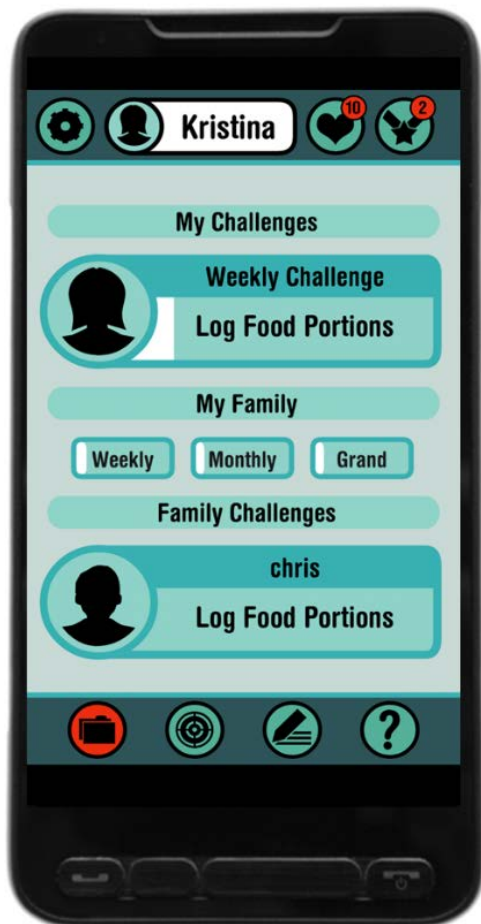 Kristina
10
2
My Challenges
Weekly Challenge
Log Food Portions
My Family
Weekly Monthly Grand
Family Challenges
chris
Log Food Portions
?